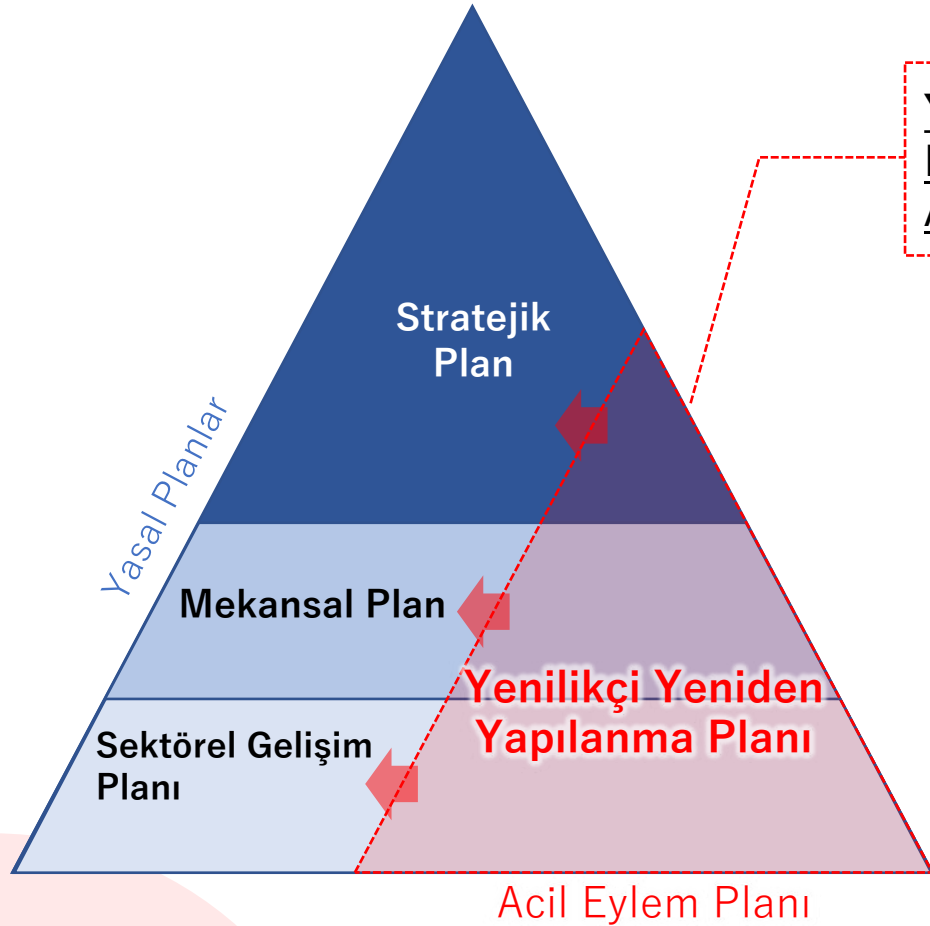 Stratejik
Plan
Yasal Planlar
Mekansal Plan
Yenilikçi Yeniden
Yapılanma Planı
Sektörel Gelişim
Planı
Acil Eylem Planı